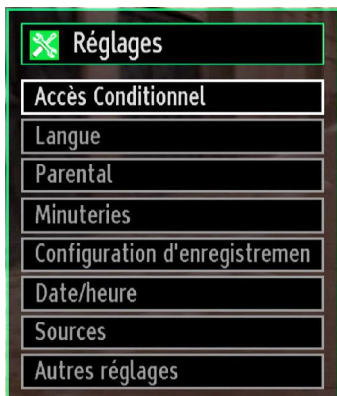 Réglages
Accès Conditionnel
Langue
Parental
Minuteries
Configuration d'enregistremen
Date/heure
Sources
Autres réglages